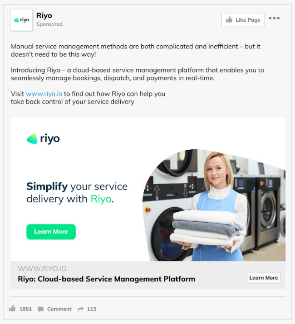 riyo
Riyo
Sponsored.
Like Page
Manual service management methods are both complicated and inefficient – but it
doesn't need to be this way!
Introducing Riyo – a cloud-based service management platform that enables you to
seamlessly manage bookings, dispatch, and payments in real-time.
Visit www.riyo.io to find out how Riyo can help you
take back control of your service delivery
riyo
Simplify your service
delivery with Riyo.
Learn More
WWW.RIYO.IO
Riyo: Cloud-based Service Management Platform
Learn More
1881 Comment 112